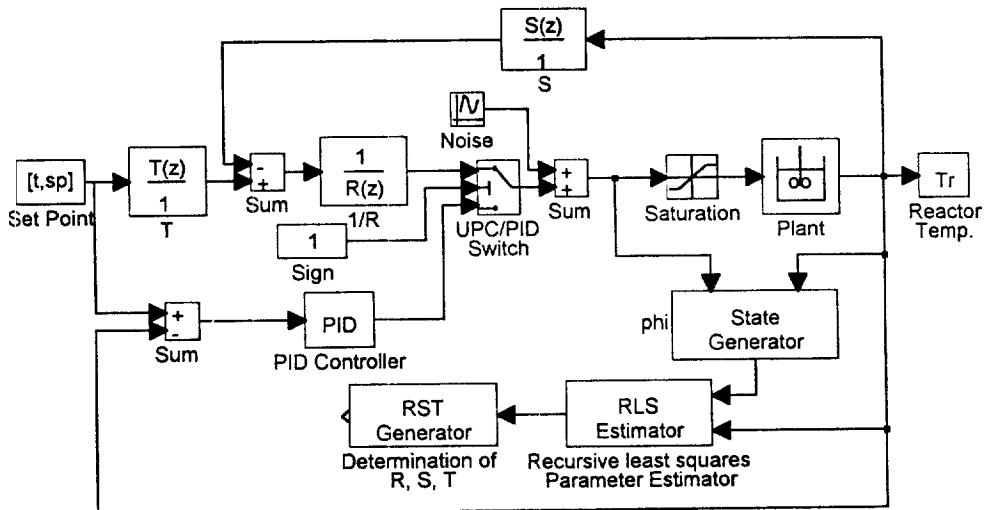 S(z)
1
S
Noise
[t,sp]
Set Point
T(z)
1
T
-
+
Sum
1
R(z)
1/R
1
Sign
UPC/PID
Switch
+
+
Sum
Saturation
Plant
Tr
Reactor
Temp.
+
-
Sum
PID
PID Controller
phi
State
Generator
RST
Generator
Determination of
R, S, T
RLS
Estimator
Recursive least squares
Parameter Estimator